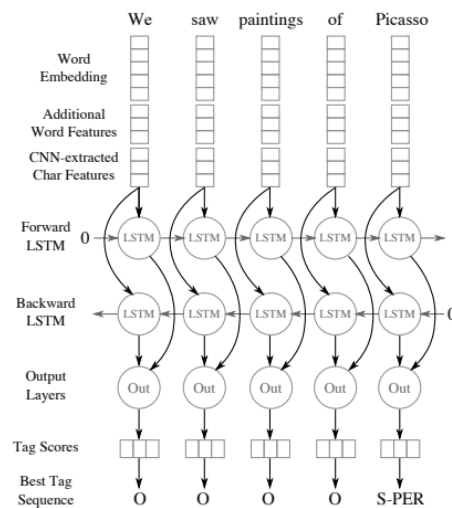 We saw paintings of Picasso
Word
Embedding
Additional
Word Features
CNN-extracted
Char Features
Forward
LSTM
0 LSTM LSTM LSTM LSTM LSTM
Backward
LSTM
LSTM LSTM LSTM LSTM LSTM 0
Output
Layers
Out Out Out Out Out
Tag Scores
Best Tag
Sequence
O O O O S-PER